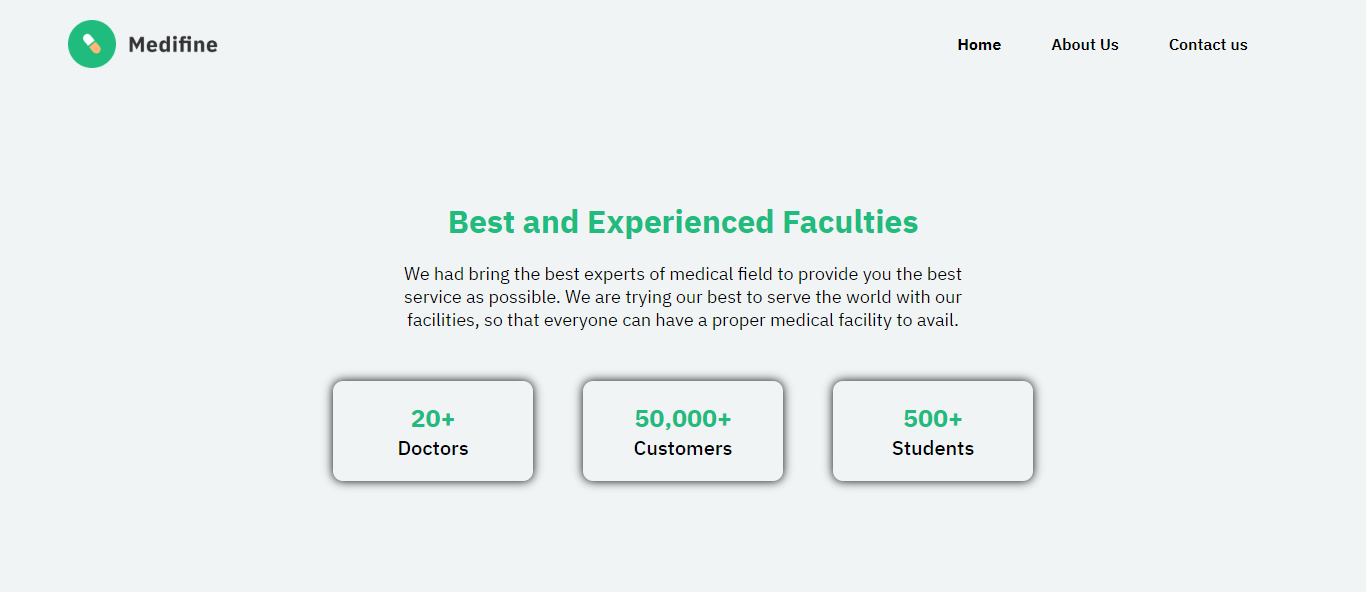 Medifine
Home About Us Contact us
Best and Experienced Faculties
We had bring the best experts of medical field to provide you the best
service as possible. We are trying our best to serve the world with our
facilities, so that everyone can have a proper medical facility to avail.
20+
Doctors
50,000+
Customers
500+
Students